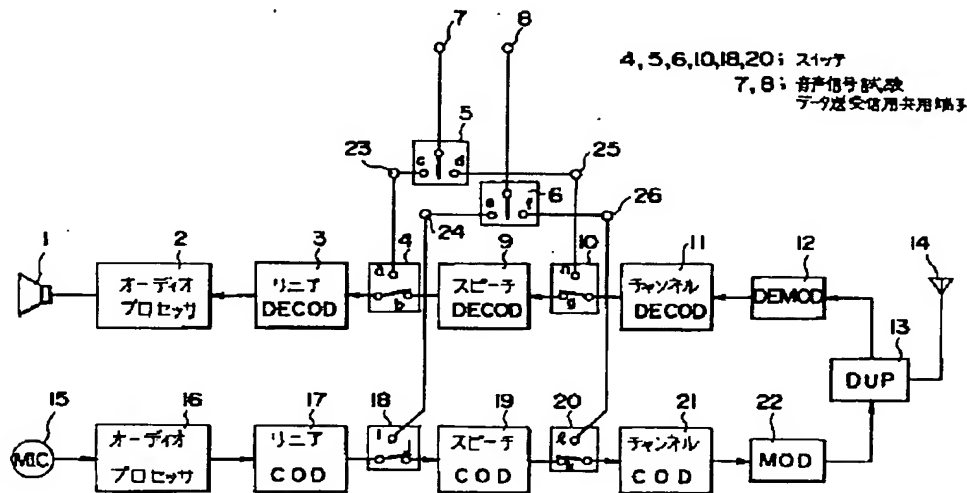 7
8
4,5,6,10,18,20; スイッチ
7,8; 音声信号試験
データ送受信用共用端子
5
23
c
d
25
6
e
f
26
24
1
2
3
4
9
10
11
12
14
オーディオ
プロセッサ
リニア
DECOD
a
b
スピーチ
DECOD
n
g
チャンネル
DECOD
DEMOD
13
DUP
15
16
17
18
19
20
21
22
MIC
オーディオ
プロセッサ
リニア
COD
i
j
スピーチ
COD
ℓ
k
チャンネル
COD
MOD